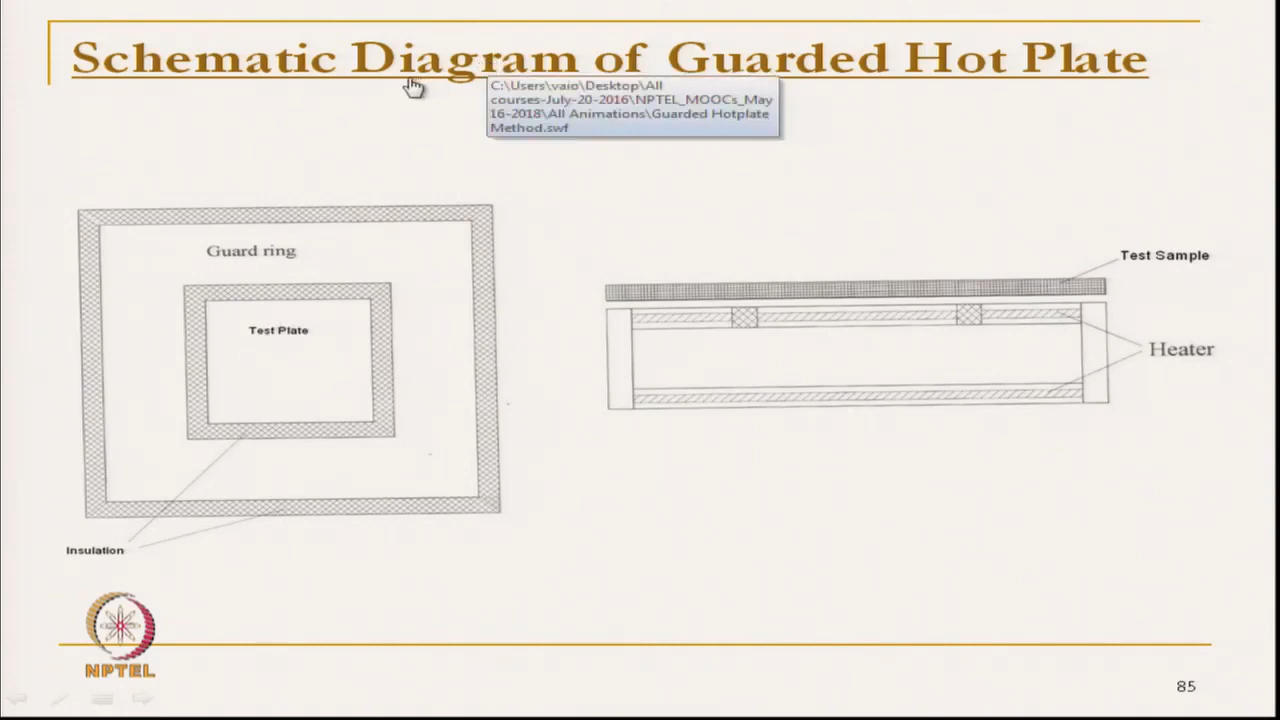 Schematic Diagram of Guarded Hot Plate
C:\Users\vaio\Desktop\All
courses-July-20-2016\NPTEL_MOOCs_May
16-2018\All Animations\Guarded Hotplate
Method.swf
Guard ring
Test Plate
Insulation
Test Sample
Heater
NPTEL
85